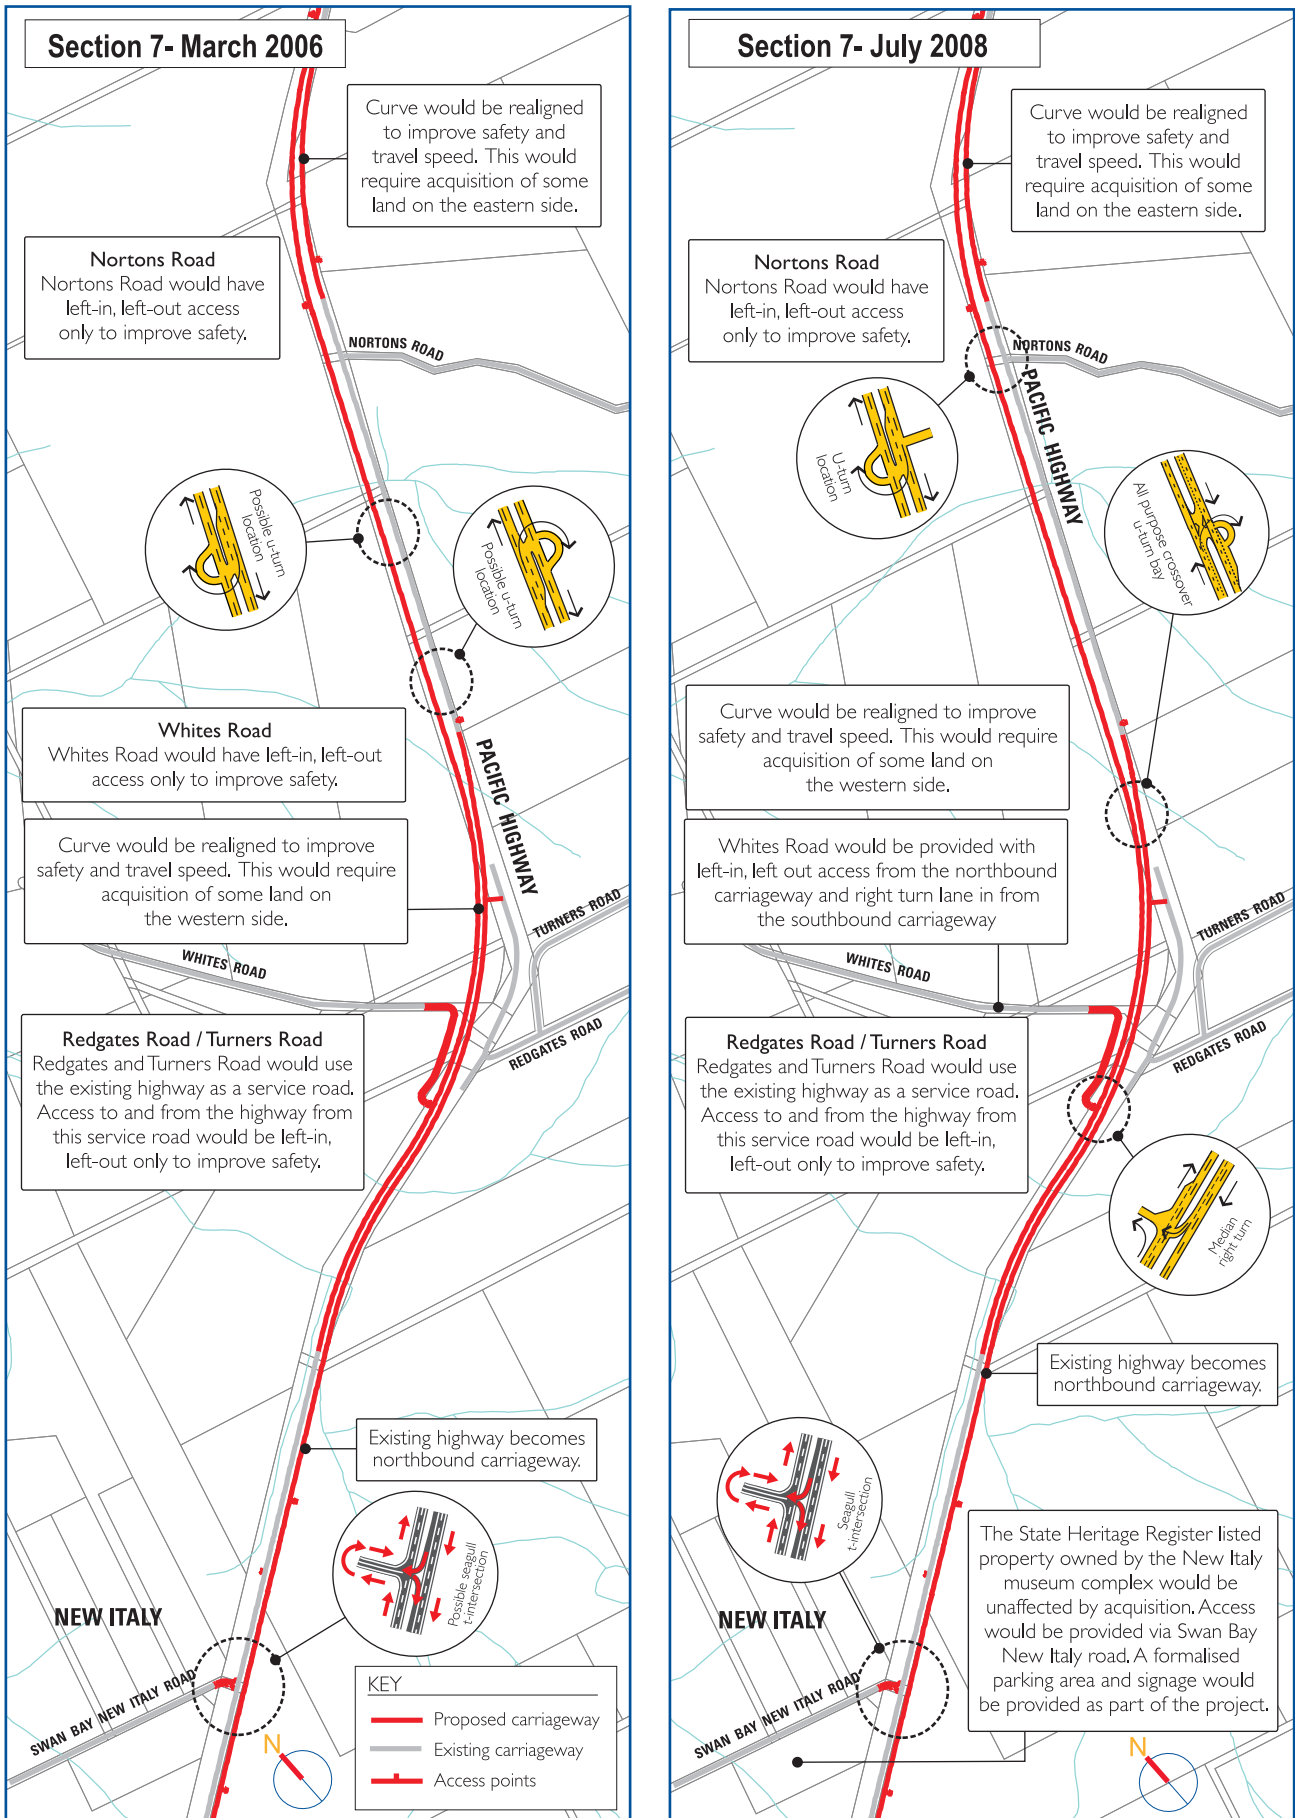 Section 7- March 2006
Curve would be realigned
to improve safety and
travel speed. This would
require acquisition of some
land on the eastern side.
Nortons Road
Nortons Road would have
left-in, left-out access
only to improve safety.
NORTONS ROAD
Possible u-turn
location
Possible u-turn
location
Whites Road
Whites Road would have left-in, left-out
access only to improve safety.
PACIFIC HIGHWAY
Curve would be realigned to improve
safety and travel speed. This would require
acquisition of some land on
the western side.
TURNERS ROAD
WHITES ROAD
REDGATES ROAD
Redgates Road / Turners Road
Redgates and Turners Road would use
the existing highway as a service road.
Access to and from the highway from
this service road would be left-in,
left-out only to improve safety.
Existing highway becomes
northbound carriageway.
Possible seagull
t-intersection
NEW ITALY
SWAN BAY NEW ITALY ROAD
N
KEY
Proposed carriageway
Existing carriageway
Access points
Section 7- July 2008
Curve would be realigned
to improve safety and
travel speed. This would
require acquisition of some
land on the eastern side.
Nortons Road
Nortons Road would have
left-in, left-out access
only to improve safety.
NORTONS ROAD
PACIFIC HIGHWAY
U-turn
location
All purpose crossover
u-turn bay
Curve would be realigned to improve
safety and travel speed. This would require
acquisition of some land on
the western side.
Whites Road would be provided with
left-in, left out access from the northbound
carriageway and right turn lane in from
the southbound carriageway
TURNERS ROAD
WHITES ROAD
REDGATES ROAD
Redgates Road / Turners Road
Redgates and Turners Road would use
the existing highway as a service road.
Access to and from the highway from
this service road would be left-in,
left-out only to improve safety.
Median
right turn
Existing highway becomes
northbound carriageway.
Seagull
t-intersection
The State Heritage Register listed
property owned by the New Italy
museum complex would be
unaffected by acquisition. Access
would be provided via Swan Bay
New Italy road. A formalised
parking area and signage would
be provided as part of the project.
NEW ITALY
SWAN BAY NEW ITALY ROAD
N